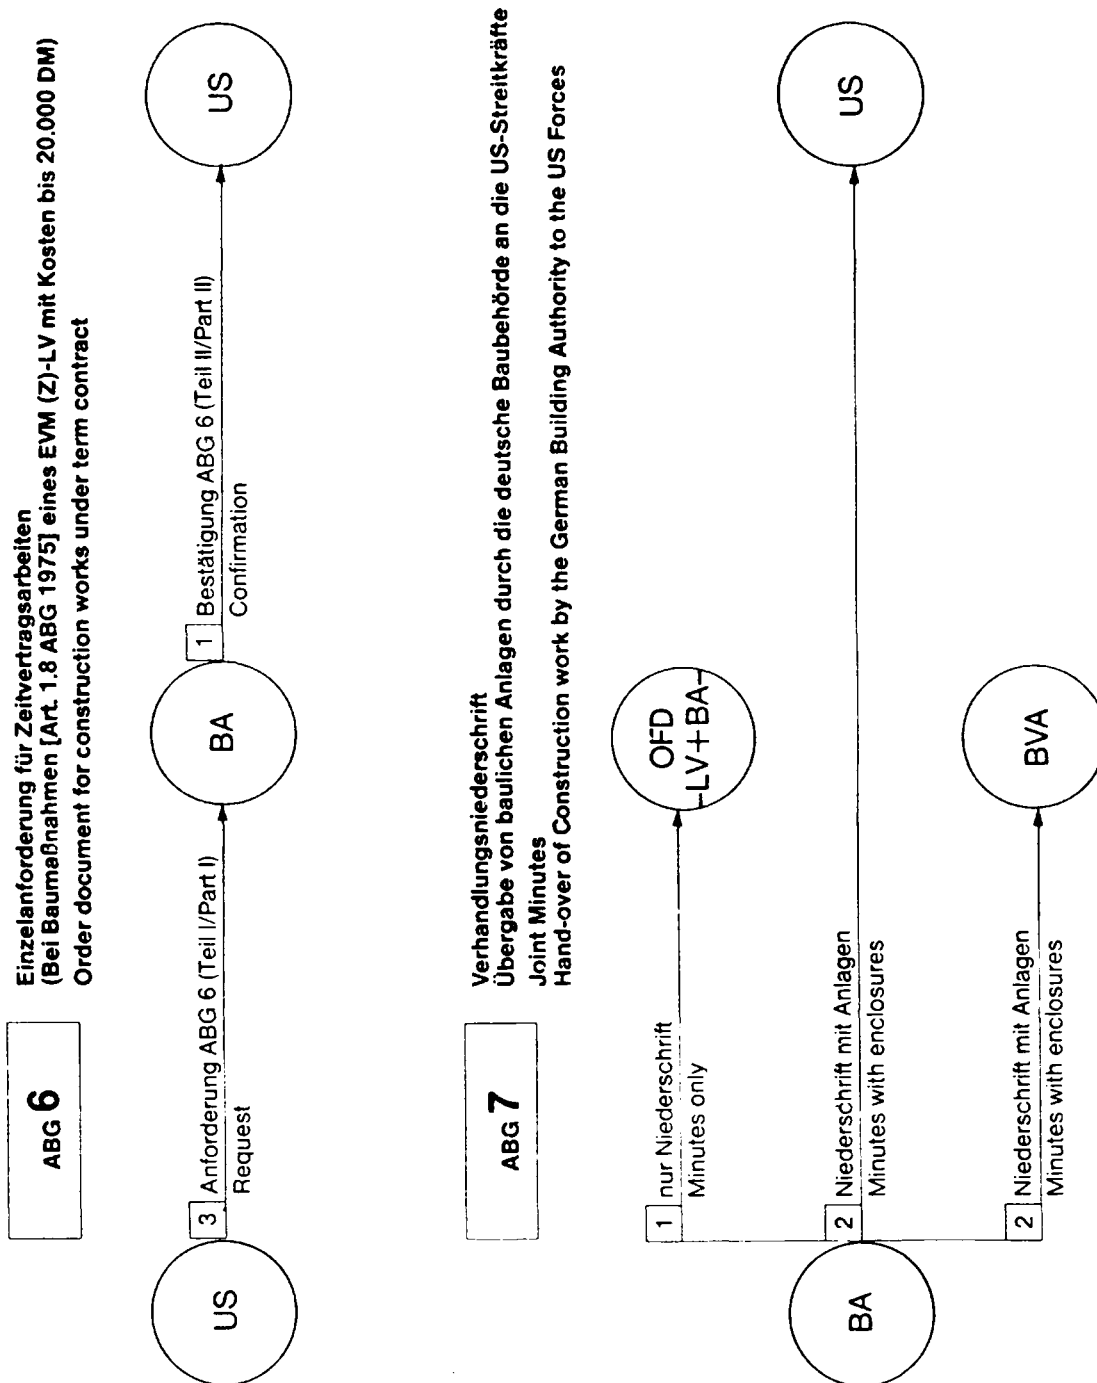 ABG 6
Einzelanforderung für Zeitvertragsarbeiten
(Bei Baumaßnahmen [Art. 1.8 ABG 1975] eines EVM (Z)-LV mit Kosten bis 20.000 DM)
Order document for construction works under term contract
US
3
Anforderung ABG 6 (Teil I/Part I)
Request
BA
1
Bestätigung ABG 6 (Teil II/Part II)
Confirmation
US
ABG 7
Verhandlungsniederschrift
Übergabe von baulichen Anlagen durch die deutsche Baubehörde an die US-Streitkräfte
Joint Minutes
Hand-over of Construction work by the German Building Authority to the US Forces
BA
1
nur Niederschrift
Minutes only
OFD
-LV+BA-
2
Niederschrift mit Anlagen
Minutes with enclosures
US
2
Niederschrift mit Anlagen
Minutes with enclosures
BVA